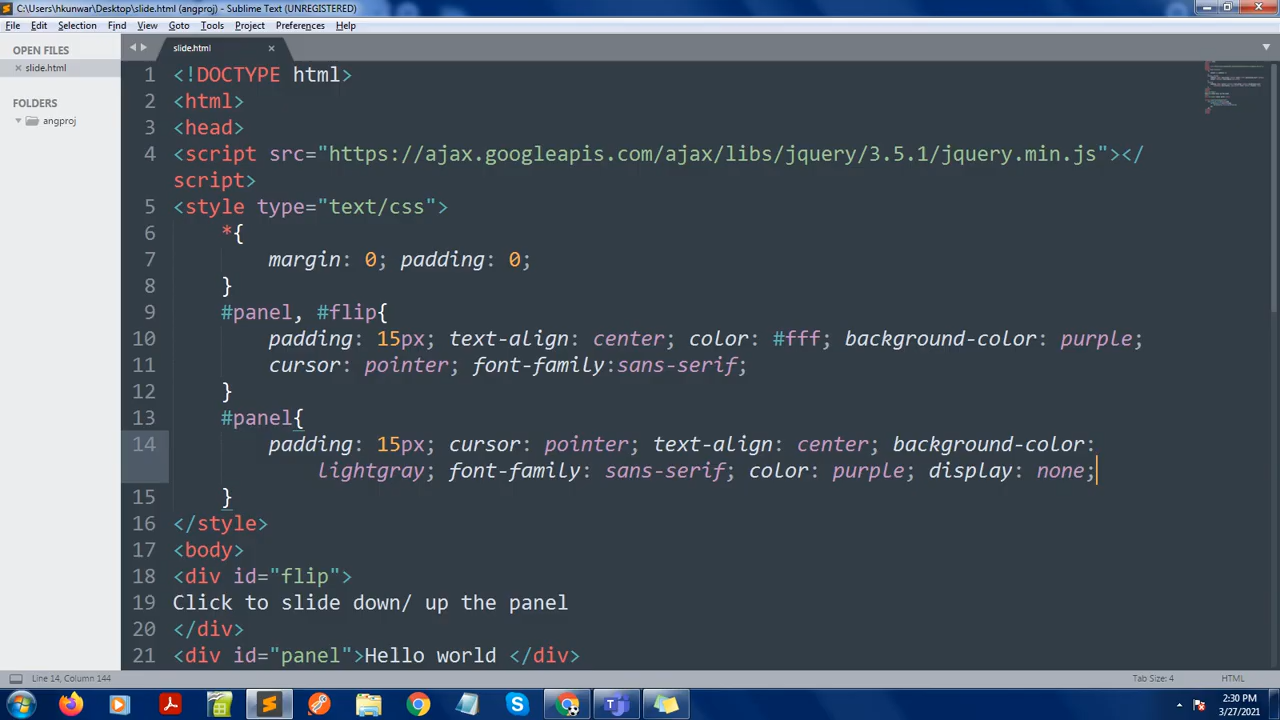 C:\Users\hkunwar\Desktop\slide.html (angproj) - Sublime Text (UNREGISTERED)
File Edit Selection Find View Goto Tools Project Preferences Help
OPEN FILES
slide.html
FOLDERS
angproj
slide.html
1 <!DOCTYPE html>
2 <html>
3 <head>
4 <script src="https://ajax.googleapis.com/ajax/libs/jquery/3.5.1/jquery.min.js"></
script>
5 <style type="text/css">
6 *{
7 margin: 0; padding: 0;
8 }
9 #panel, #flip{
10 padding: 15px; text-align: center; color: #fff; background-color: purple;
11 cursor: pointer; font-family:sans-serif;
12 }
13 #panel{
14 padding: 15px; cursor: pointer; text-align: center; background-color:
lightgray; font-family: sans-serif; color: purple; display: none;
15 }
16 </style>
17 <body>
18 <div id="flip">
19 Click to slide down/ up the panel
20 </div>
21 <div id="panel">Hello world </div>
Line 14, Column 144
Tab Size: 4
HTML
2:30 PM
3/27/2021